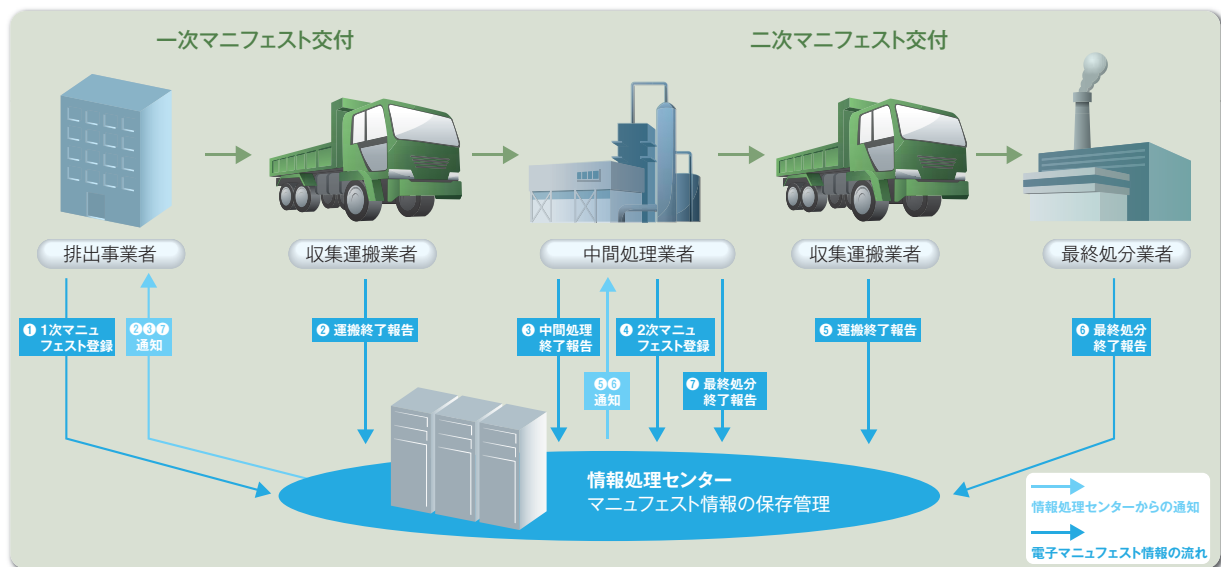 一次マニフェスト交付
二次マニフェスト交付
排出事業者
収集運搬業者
中間処理業者
収集運搬業者
最終処分業者
❶ 1次マニュ
フェスト登録
❷❸❼
通知
❷ 運搬終了報告
❸ 中間処理
終了報告
❺❻
通知
❹ 2次マニュ
フェスト登録
❼ 最終処分
終了報告
❺ 運搬終了報告
❻ 最終処分
終了報告
情報処理センター
マニュフェスト情報の保存管理
情報処理センターからの通知
電子マニュフェスト情報の流れ